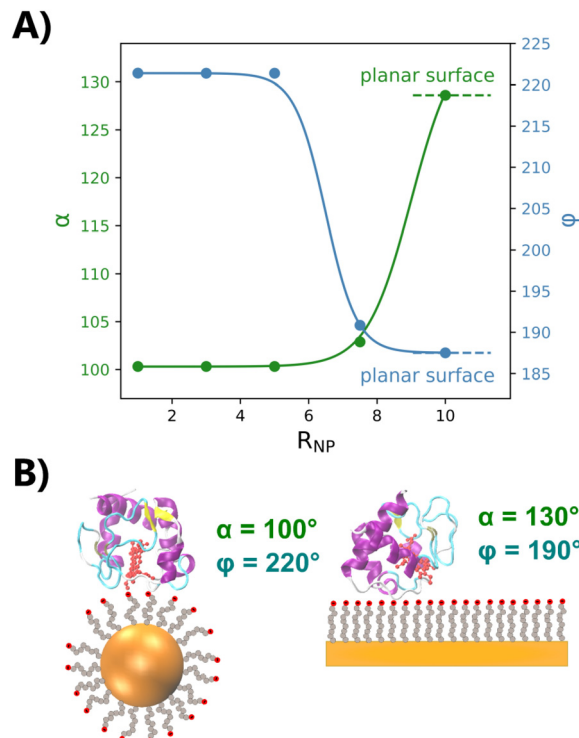 A)
planar surface
planar surface
130
125
120
115
110
105
100
α
225
220
215
210
205
200
195
190
185
φ
2
4
6
8
10
R_NP
B)
α = 100°
φ = 220°
α = 130°
φ = 190°